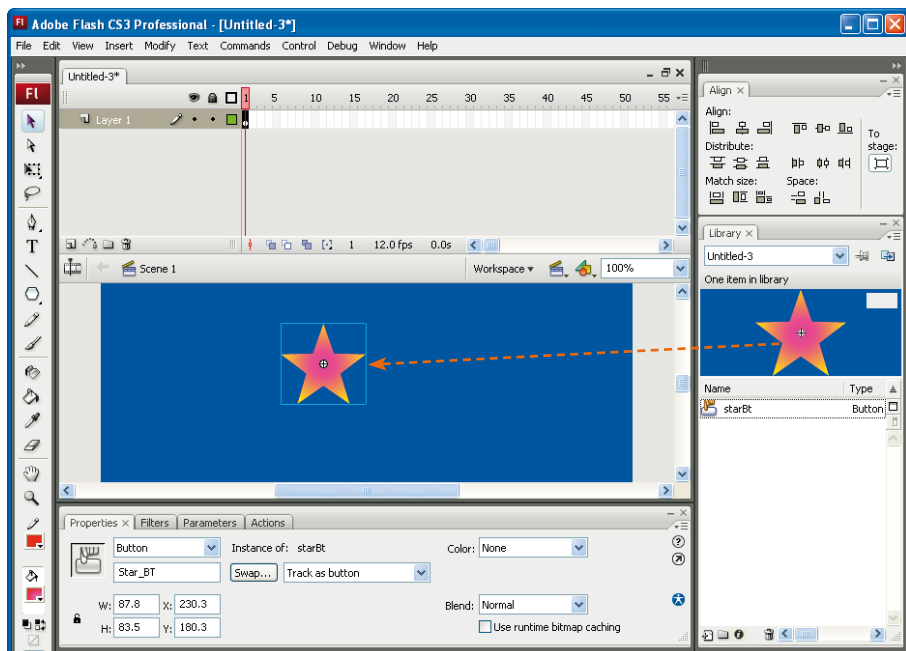 Adobe Flash CS3 Professional - [Untitled-3*]
File Edit View Insert Modify Text Commands Control Debug Window Help
Untitled-3*
Fl
1 5 10 15 20 25 30 35 40 45 50 55
Layer 1
1 12.0 fps 0.0s
Scene 1
Workspace
100%
Properties × Filters Parameters Actions
Button
Instance of: starBt
Color: None
Star_BT
Swap...
Track as button
W: 87.8 X: 230.3
Blend: Normal
H: 83.5 Y: 180.3
Use runtime bitmap caching
Align ×
Align:
To stage:
Distribute:
Match size: Space:
Library ×
Untitled-3
One item in library
Name Type
starBt Button